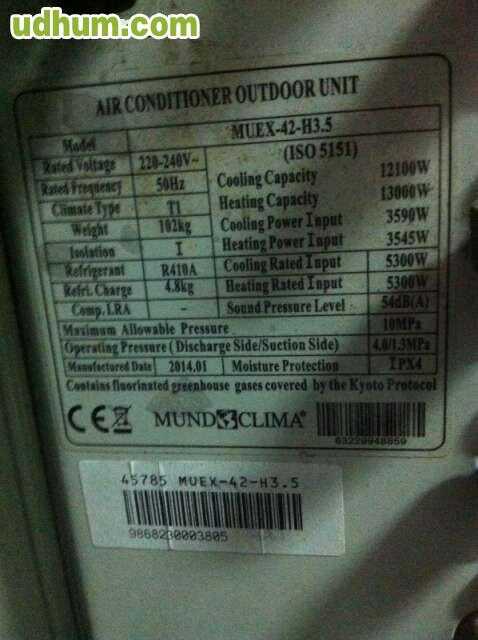 udhum.com
AIR CONDITIONER OUTDOOR UNIT
Model MUEX-42-H3.5
Rated Voltage 220-240V~ (ISO 5151)
Rated Frequency 50Hz Cooling Capacity 12100W
Climate Type T1 Heating Capacity 13000W
Weight 102kg Cooling Power Input 3590W
Isolation I Heating Power Input 3545W
Refrigerant R410A Cooling Rated Input 5300W
Refri. Charge 4.8kg Heating Rated Input 5300W
Comp. LRA - Sound Pressure Level 54dB(A)
Maximum Allowable Pressure 10MPa
Operating Pressure ( Discharge Side/Suction Side) 4.0/1.3MPa
Manufactured Date 2014.01 Moisture Protection IPX4
Contains fluorinated greenhouse gases covered by the Kyoto Protocol
CE MUNDOCLIMA®
63229948859
45785 MUEX-42-H3.5
9868230003805